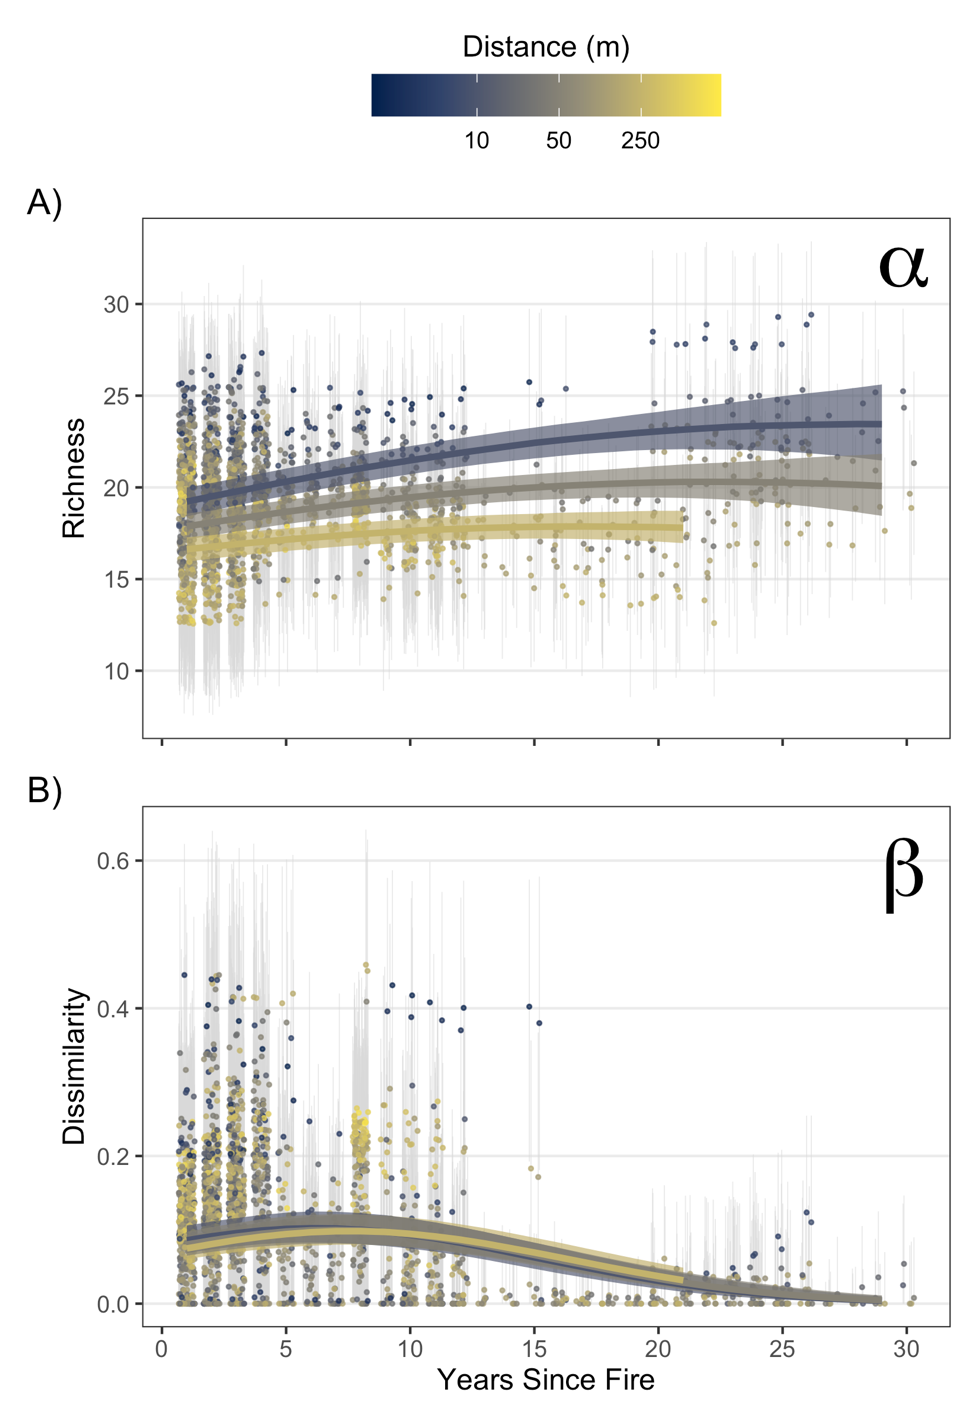 Distance (m)
10 50 250
A)
α
Richness
30
25
20
15
10
B)
β
Dissimilarity
0.6
0.4
0.2
0.0
0 5 10 15 20 25 30
Years Since Fire